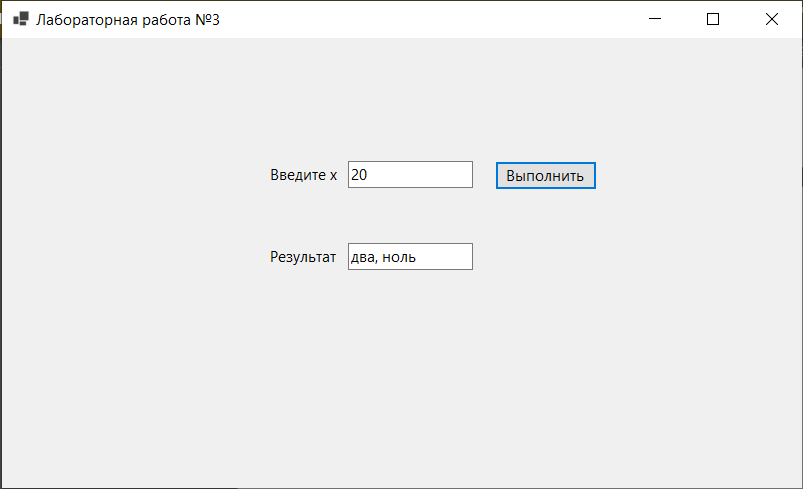 Лабораторная работа №3
Введите x 20 Выполнить
Результат два, ноль